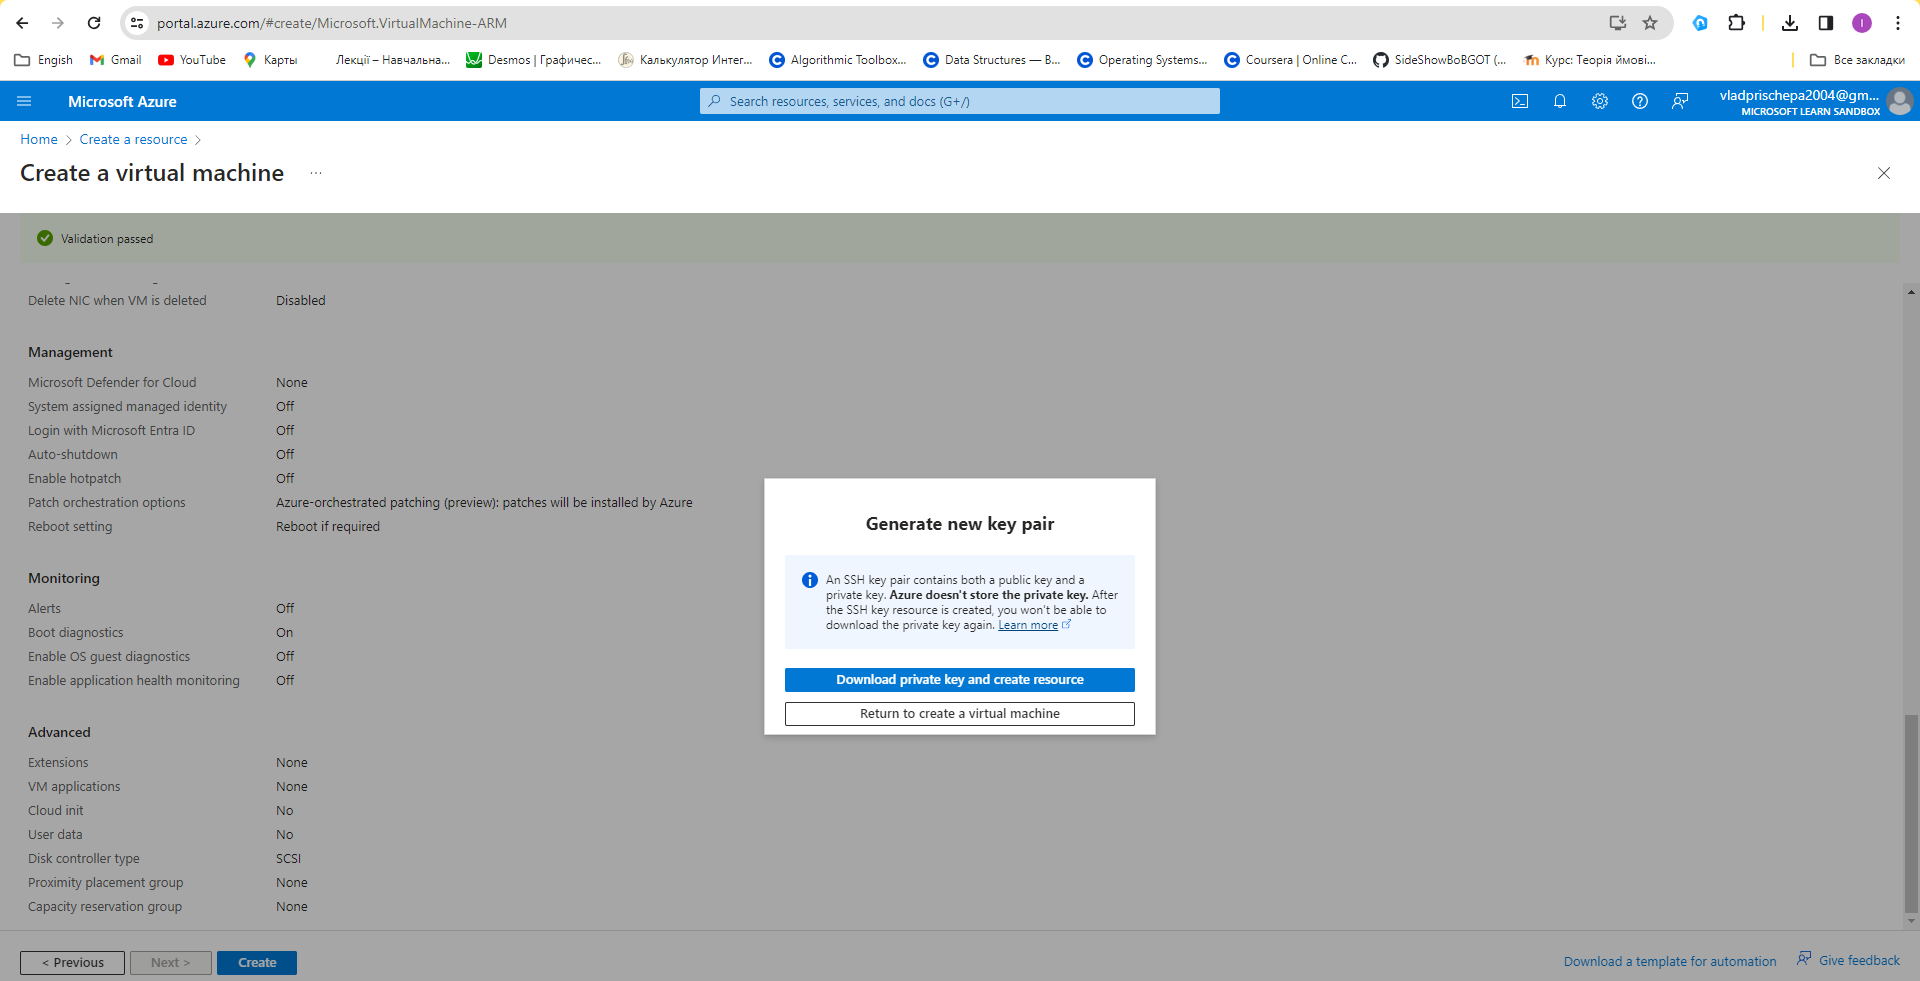 portal.azure.com/#create/Microsoft.VirtualMachine-ARM
I
Engish
Gmail
YouTube
Карты
Лекції – Навчальна...
Desmos | Графичес...
Калькулятор Интег...
Algorithmic Toolbox...
Data Structures — B...
Operating Systems...
Coursera | Online C...
SideShowBoBGOT (...
Курс: Теорія ймові...
Все закладки
Microsoft Azure
Search resources, services, and docs (G+/)
vladprischepa2004@gm...
MICROSOFT LEARN SANDBOX
Home > Create a resource >
Create a virtual machine ...
Validation passed
Delete NIC when VM is deleted Disabled
Management
Microsoft Defender for Cloud None
System assigned managed identity Off
Login with Microsoft Entra ID Off
Auto-shutdown Off
Enable hotpatch Off
Patch orchestration options Azure-orchestrated patching (preview): patches will be installed by Azure
Reboot setting Reboot if required
Monitoring
Alerts Off
Boot diagnostics On
Enable OS guest diagnostics Off
Enable application health monitoring Off
Advanced
Extensions None
VM applications None
Cloud init No
User data No
Disk controller type SCSI
Proximity placement group None
Capacity reservation group None
Generate new key pair
An SSH key pair contains both a public key and a
private key. Azure doesn't store the private key. After
the SSH key resource is created, you won't be able to
download the private key again. Learn more
Download private key and create resource
Return to create a virtual machine
< Previous
Next >
Create
Download a template for automation
Give feedback